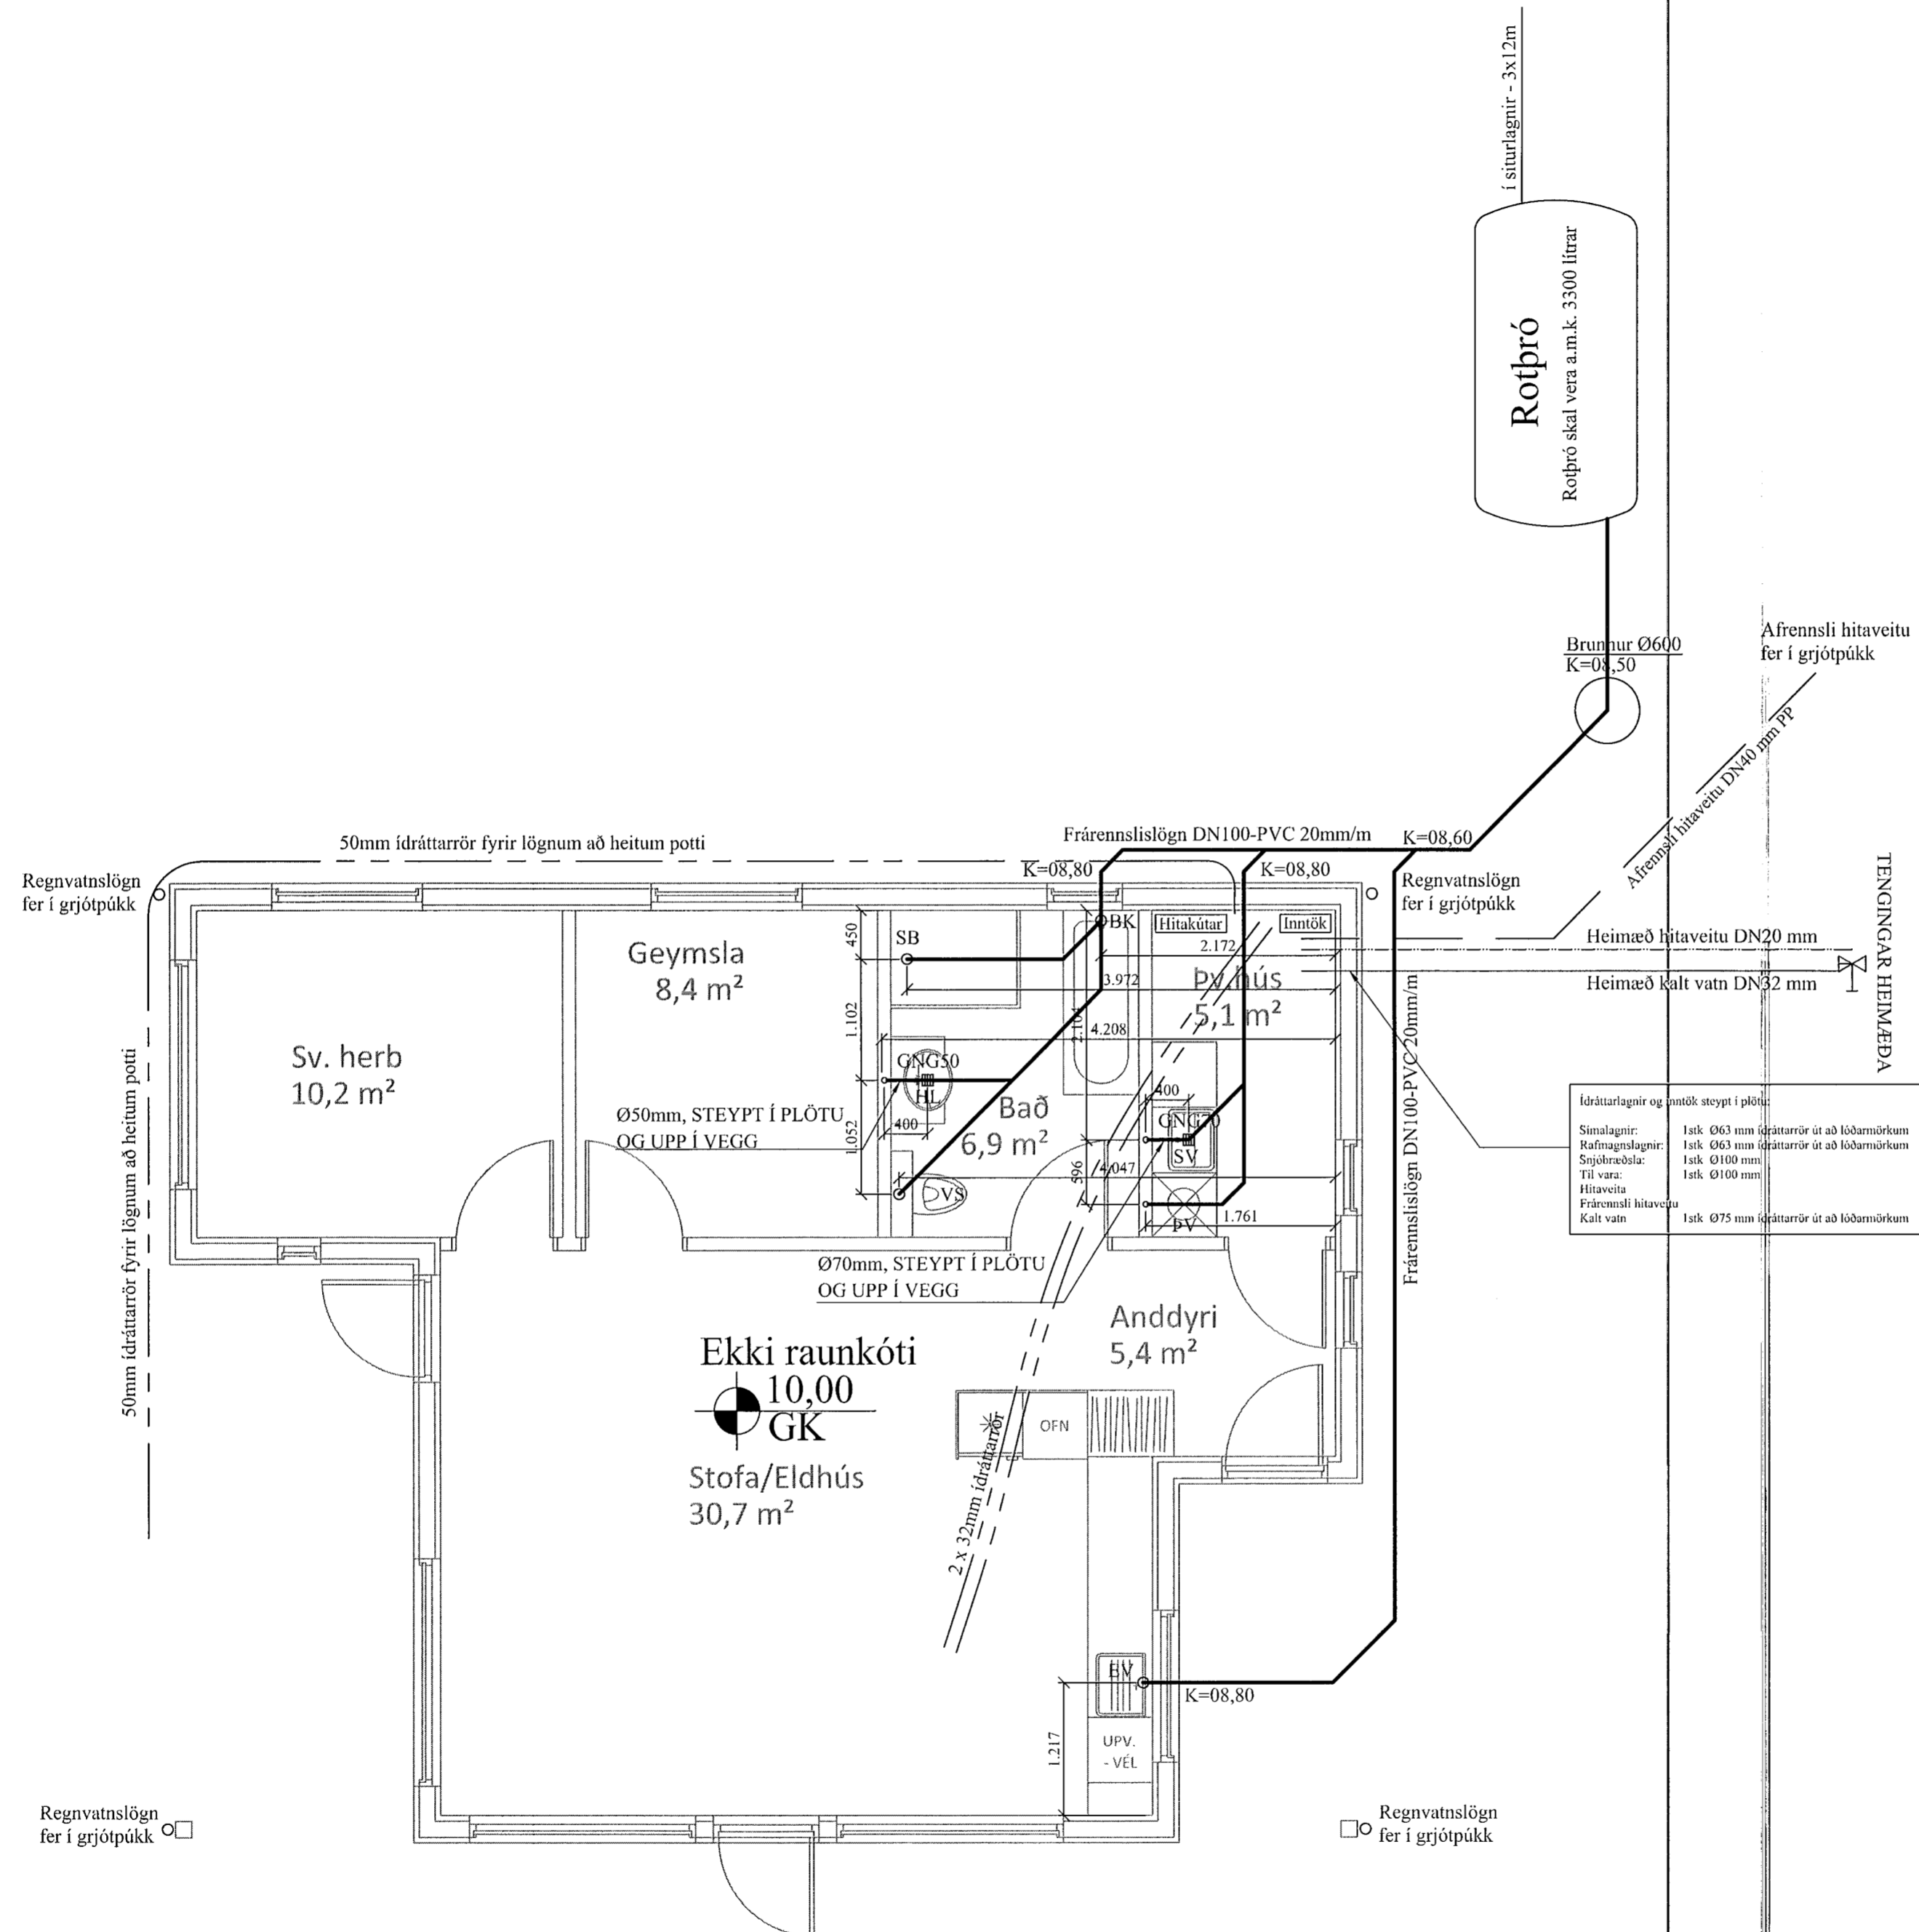 í siturlagnir - 3x12m
Rotþró
Rotþró skal vera a.m.k. 3300 lítrar
Brunnur Ø600
K=08,50
Afrennsli hitaveitu
fer í grjótpúkk
Afrennsli hitaveitu DN40 mm PP
50mm ídráttarrör fyrir lögnum að heitum potti
Frárennslislögn DN100-PVC 20mm/m
K=08,60
K=08,80
K=08,80
Regnvatnslögn
fer í grjótpúkk
Regnvatnslögn
fer í grjótpúkk
TENGINGAR HEIMÆÐA
Heimæð hitaveitu DN20 mm
Heimæð kalt vatn DN32 mm
Hitakútar
Inntök
BK
SB
450
2.172
3.972
Geymsla
8,4 m²
Þv.hús
5,1 m²
1.102
2.104
4.208
Sv. herb
10,2 m²
GNG50
HL
400
Bað
6,9 m²
400
GNG70
SV
Ø50mm, STEYPT Í PLÖTU
OG UPP Í VEGG
1.052
596
4.047
VS
ÞV
1.761
Ídráttarlagnir og inntök steypt í plötu:
Símalagnir: 1stk Ø63 mm ídráttarrör út að lóðarmörkum
Rafmagnslagnir: 1stk Ø63 mm ídráttarrör út að lóðarmörkum
Snjóbræðsla: 1stk Ø100 mm
Til vara: 1stk Ø100 mm
Hitaveita
Frárennsli hitaveitu
Kalt vatn 1stk Ø75 mm ídráttarrör út að lóðarmörkum
50mm ídráttarrör fyrir lögnum að heitum potti
Frárennslislögn DN100-PVC 20mm/m
Ø70mm, STEYPT Í PLÖTU
OG UPP Í VEGG
Anddyri
5,4 m²
Ekki raunkóti
10,00
GK
OFN
Stofa/Eldhús
30,7 m²
2 x 32mm ídráttarrör
EV
K=08,80
1.217
UPV.
- VÉL
Regnvatnslögn
fer í grjótpúkk
Regnvatnslögn
fer í grjótpúkk